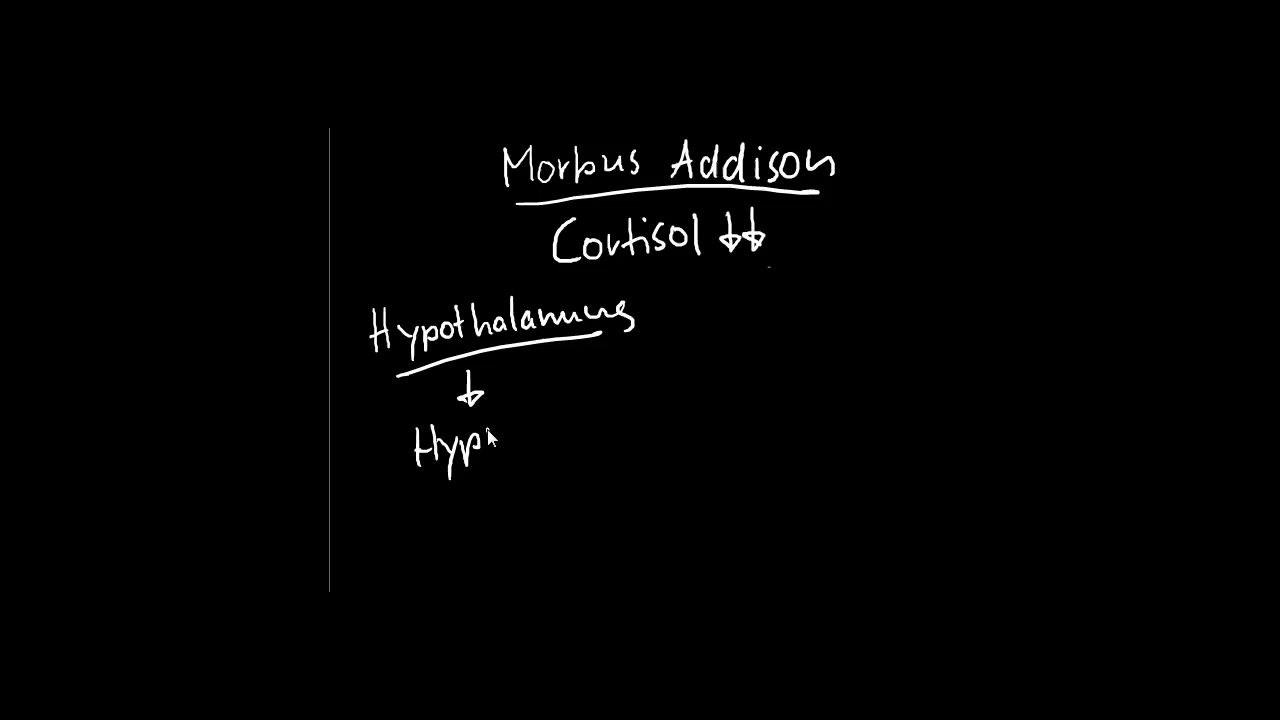 Morbus Addison
Cortisol ↓↓
Hypothalamus
↓
Hyp